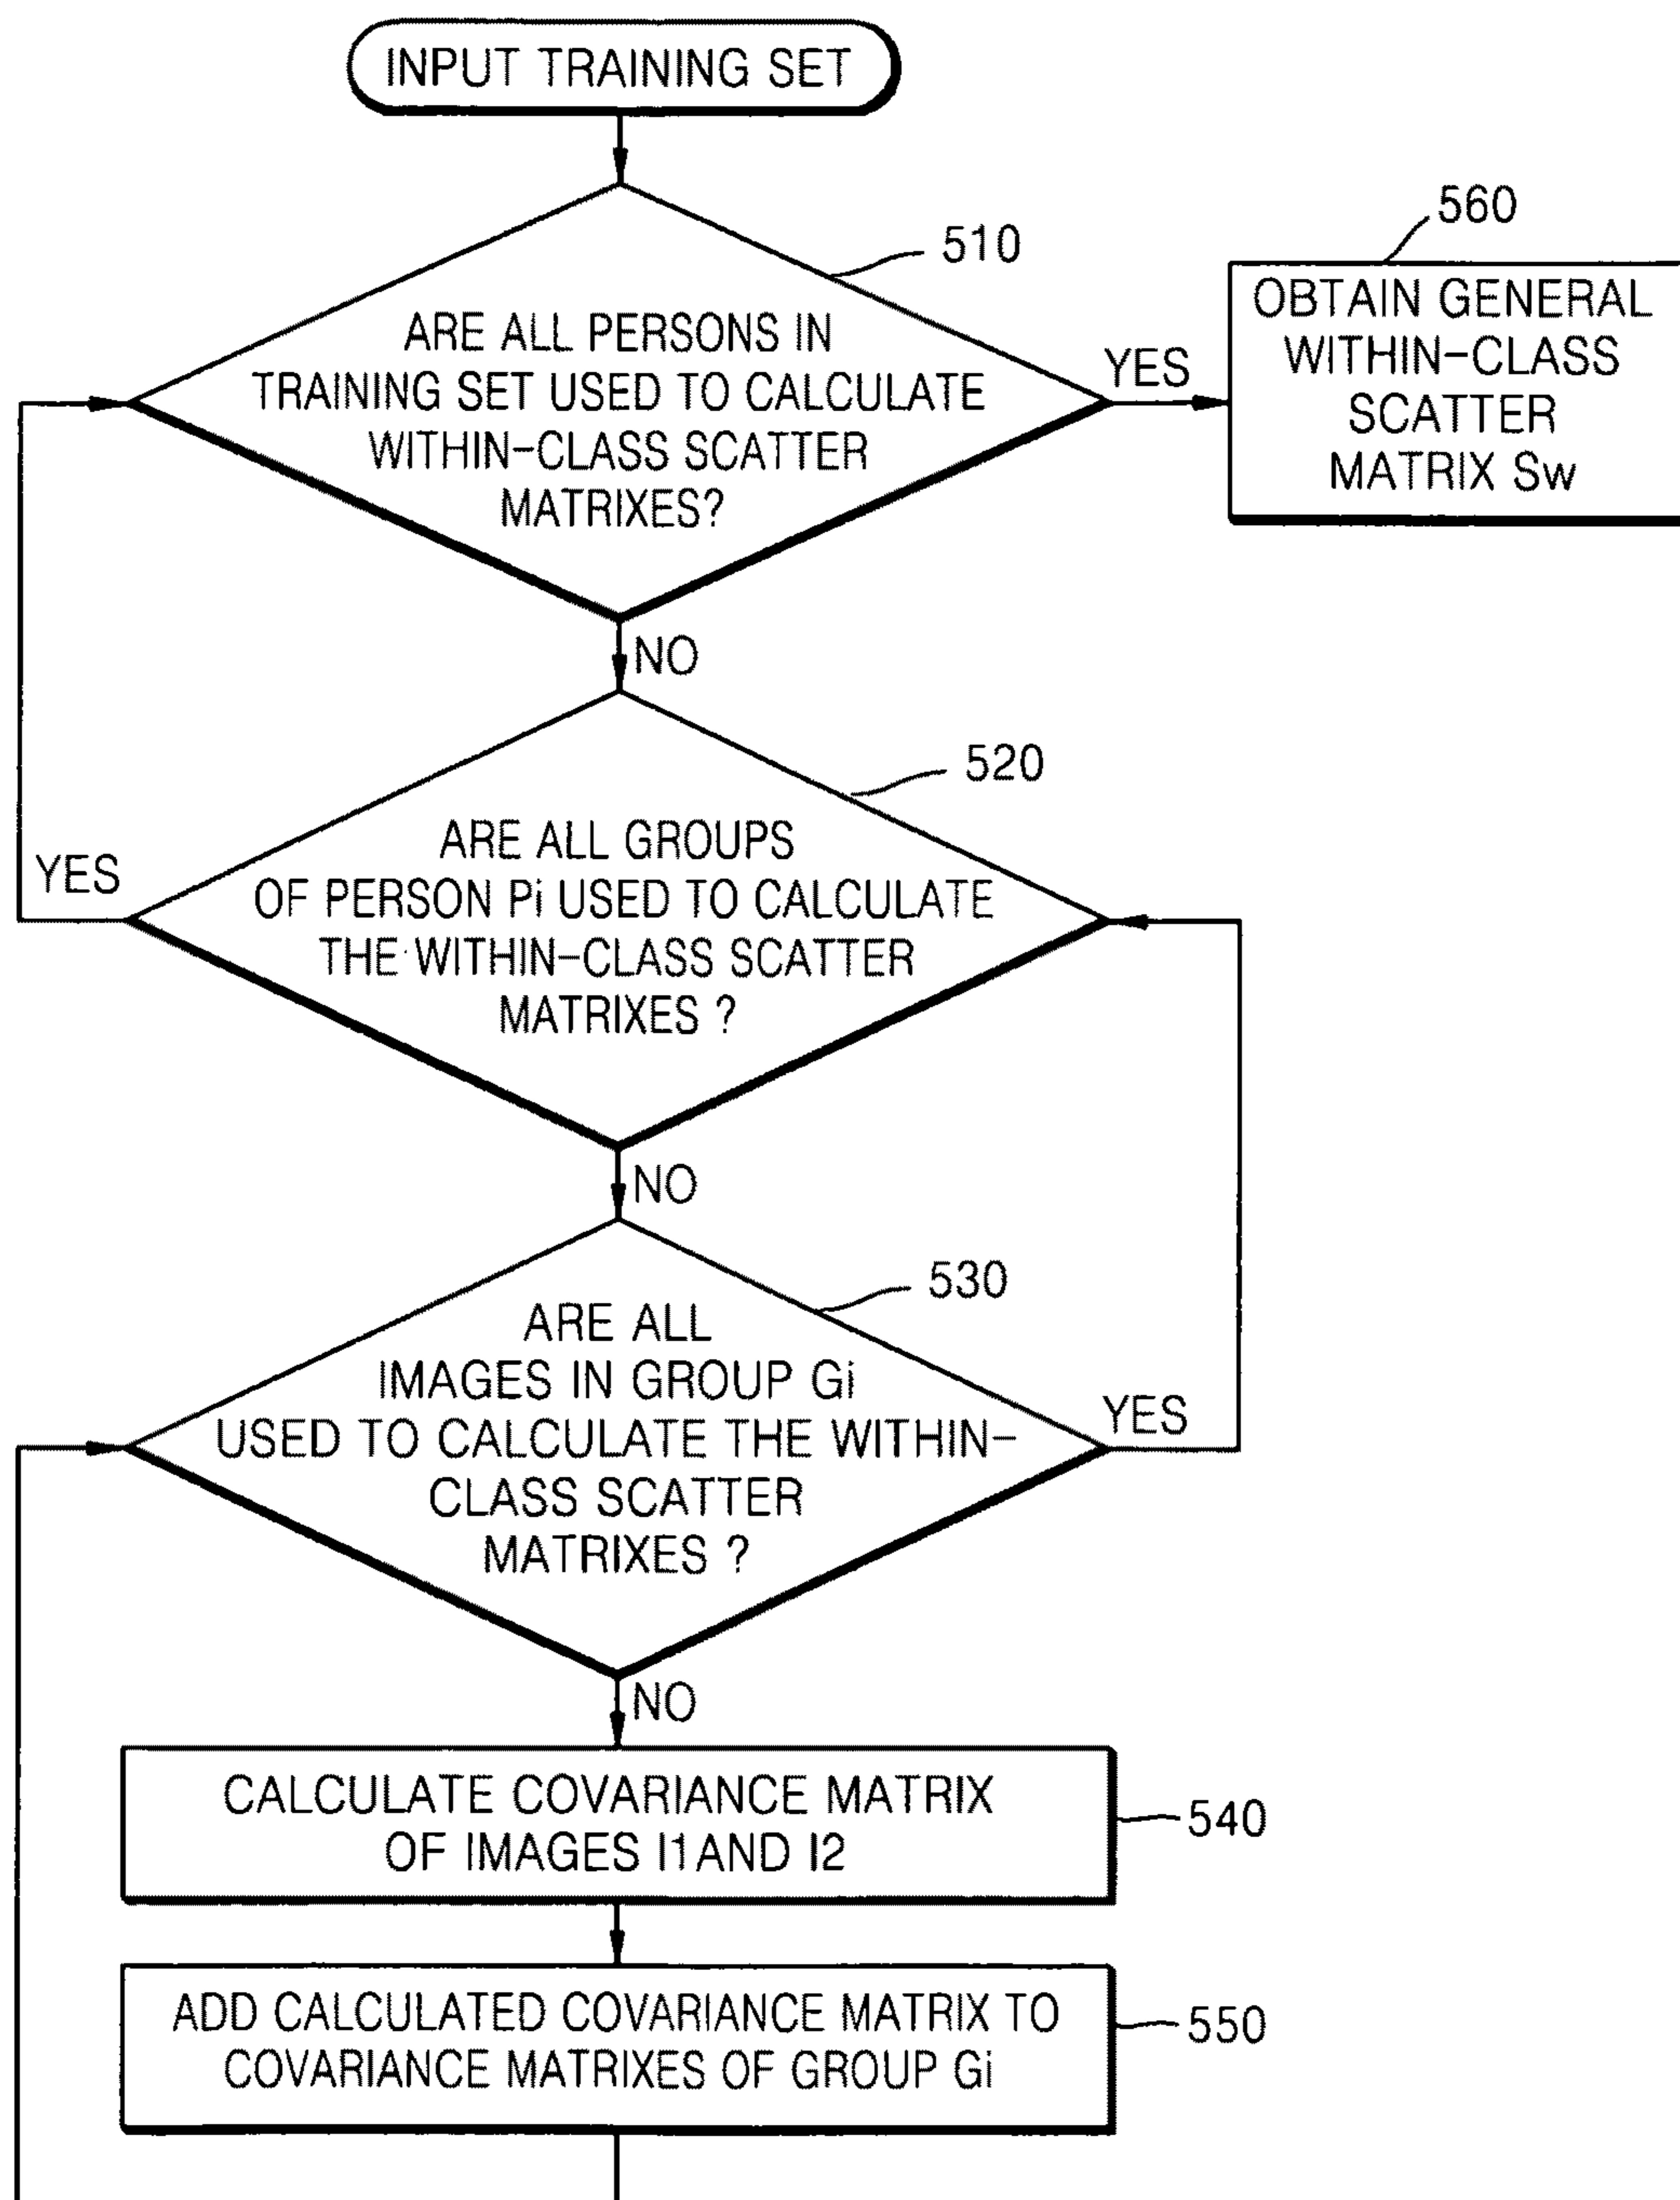 INPUT TRAINING SET
510
560
ARE ALL PERSONS IN
TRAINING SET USED TO CALCULATE
WITHIN-CLASS SCATTER
MATRIXES?
YES
OBTAIN GENERAL
WITHIN-CLASS
SCATTER
MATRIX Sw
NO
520
ARE ALL GROUPS
OF PERSON Pi USED TO CALCULATE
THE WITHIN-CLASS SCATTER
MATRIXES ?
YES
NO
530
ARE ALL
IMAGES IN GROUP Gi
USED TO CALCULATE THE WITHIN-
CLASS SCATTER
MATRIXES ?
YES
NO
CALCULATE COVARIANCE MATRIX
OF IMAGES I1 AND I2
540
ADD CALCULATED COVARIANCE MATRIX TO
COVARIANCE MATRIXES OF GROUP Gi
550